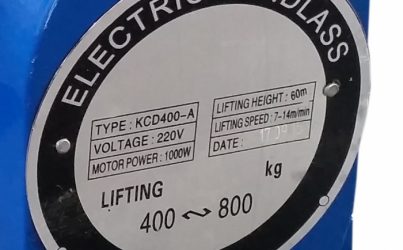 ELECTRIC
TYPE: KCD400-A
VOLTAGE: 220V
MOTOR POWER: 1000W
LIFTING HEIGHT: 60m
LIFTING SPEED: 7-14m/min
DATE:
LIFTING kg
400 ~ 800